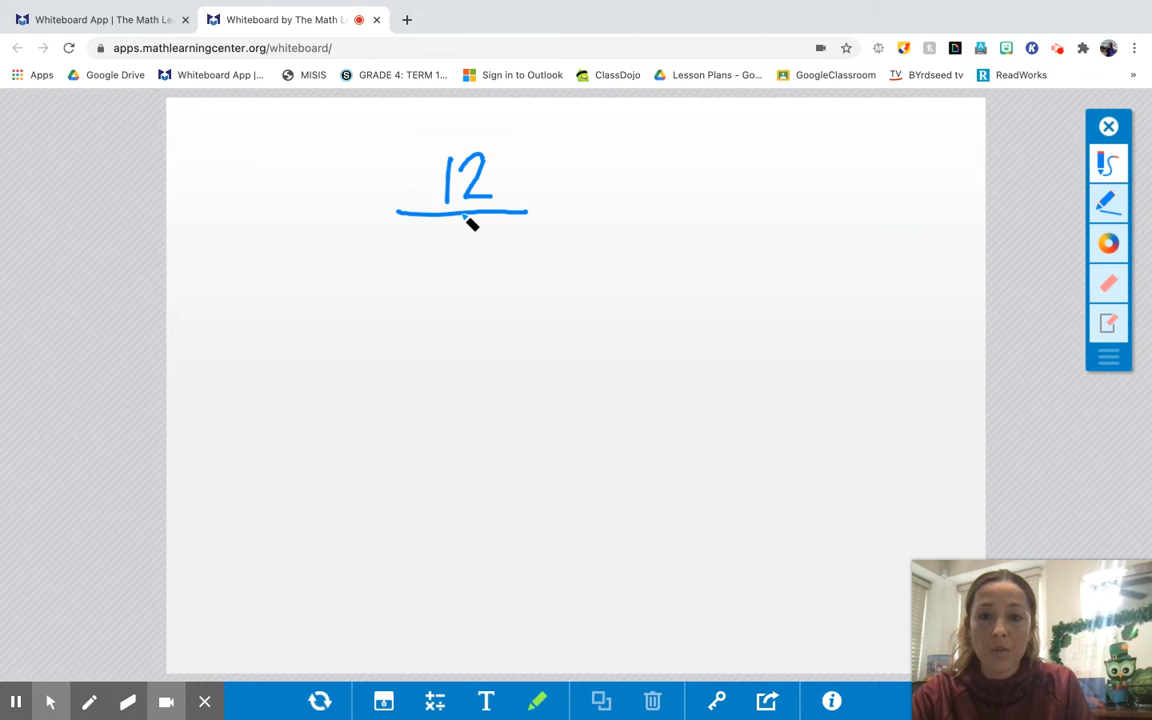 Whiteboard App | The Math Le
Whiteboard by The Math L
apps.mathlearningcenter.org/whiteboard/
Apps
Google Drive
Whiteboard App |...
MISIS
GRADE 4: TERM 1...
Sign in to Outlook
ClassDojo
Lesson Plans - Go...
GoogleClassroom
TV BYrdseed tv
R ReadWorks
»
12
T